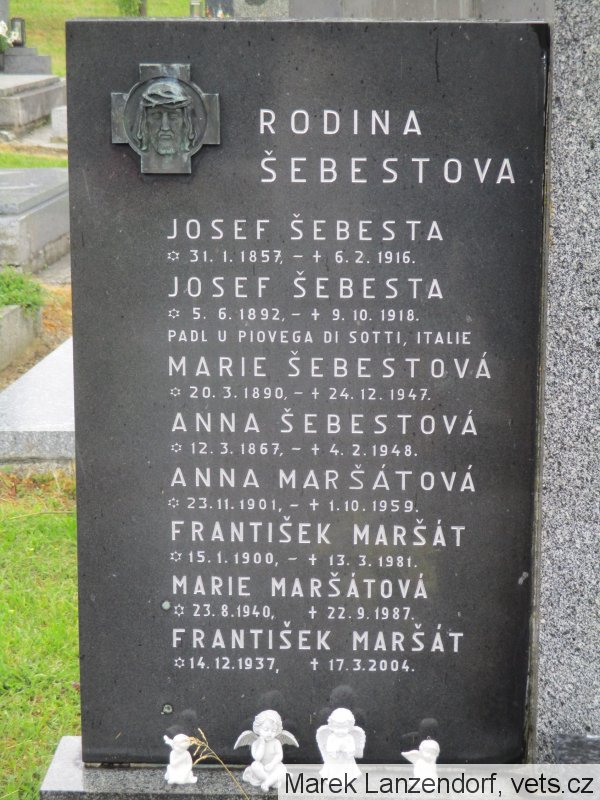 RODINA
ŠEBESTOVA
JOSEF ŠEBESTA
✡ 31. 1. 1857, – + 6. 2. 1916.
JOSEF ŠEBESTA
✡ 5. 6. 1892, – + 9. 10. 1918.
PADL U PIOVEGA DI SOTTI, ITALIE
MARIE ŠEBESTOVÁ
✡ 20. 3. 1890, – + 24. 12. 1947.
ANNA ŠEBESTOVÁ
✡ 12. 3. 1867, – + 4. 2. 1948.
ANNA MARŠÁTOVÁ
✡ 23. 11. 1901, – + 1. 10. 1959.
FRANTIŠEK MARŠÁT
✡ 15. 1. 1900, – + 13. 3. 1981.
MARIE MARŠÁTOVÁ
✡ 23. 8. 1940, + 22. 9. 1987.
FRANTIŠEK MARŠÁT
✡ 14. 12. 1937, + 17. 3. 2004.
Marek Lanzendorf, vets.cz